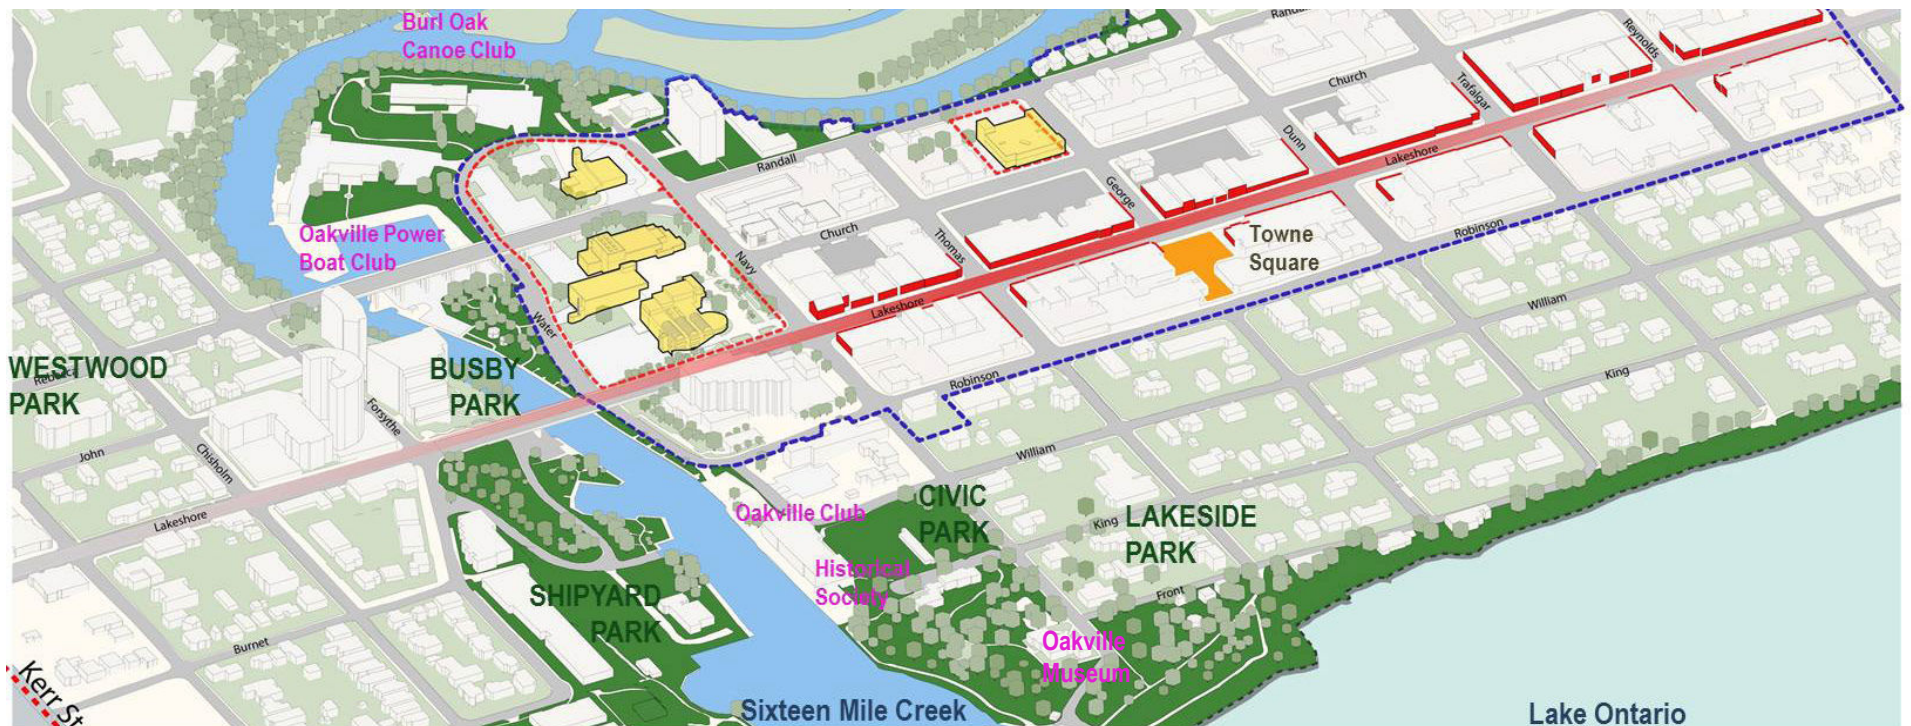 Burl Oak
Canoe Club
Randall
Reynolds
Church
Trafalgar
Dunn
Lakeshore
Randall
George
Oakville Power
Boat Club
Church
Thomas
Navy
Towne
Square
Robinson
Lakeshore
William
Water
WESTWOOD
PARK
Rebecca
BUSBY
PARK
Robinson
King
Forsythe
John
Chisholm
William
Lakeshore
Oakville Club
CIVIC
PARK
King
LAKESIDE
PARK
Historical
Society
SHIPYARD
PARK
Front
Burnet
Oakville
Museum
Kerr St
Sixteen Mile Creek
Lake Ontario